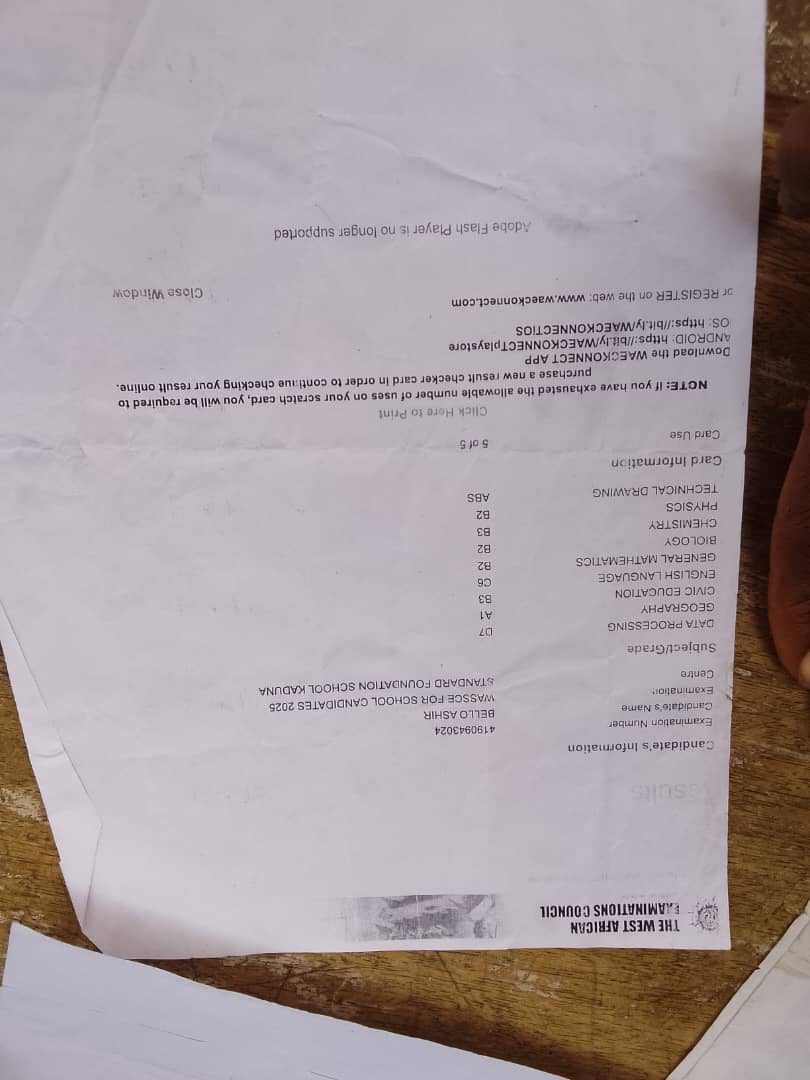 THE WEST AFRICAN
EXAMINATIONS COUNCIL
Results
Candidate's Information
Examination Number 4190943024
Candidate's Name BELLO ASHIR
Examination WASSCE FOR SCHOOL CANDIDATES 2025
Centre STANDARD FOUNDATION SCHOOL KADUNA
Subject/Grade
DATA PROCESSING D7
GEOGRAPHY A1
CIVIC EDUCATION B3
ENGLISH LANGUAGE C6
GENERAL MATHEMATICS B2
BIOLOGY B2
CHEMISTRY B3
PHYSICS B2
TECHNICAL DRAWING ABS
Card Information
Card Use 5 of 5
Click Here to Print
NOTE: If you have exhausted the allowable number of uses on your scratch card, you will be required to
purchase a new result checker card in order to continue checking your result online.
Download the WAECKONNECT APP
ANDROID: https://bit.ly/WAECKONNECTplaystore
IOS: https://bit.ly/WAECKONNECTIOS
or REGISTER on the web: www.waeckonnect.com
Close Window
Adobe Flash Player is no longer supported